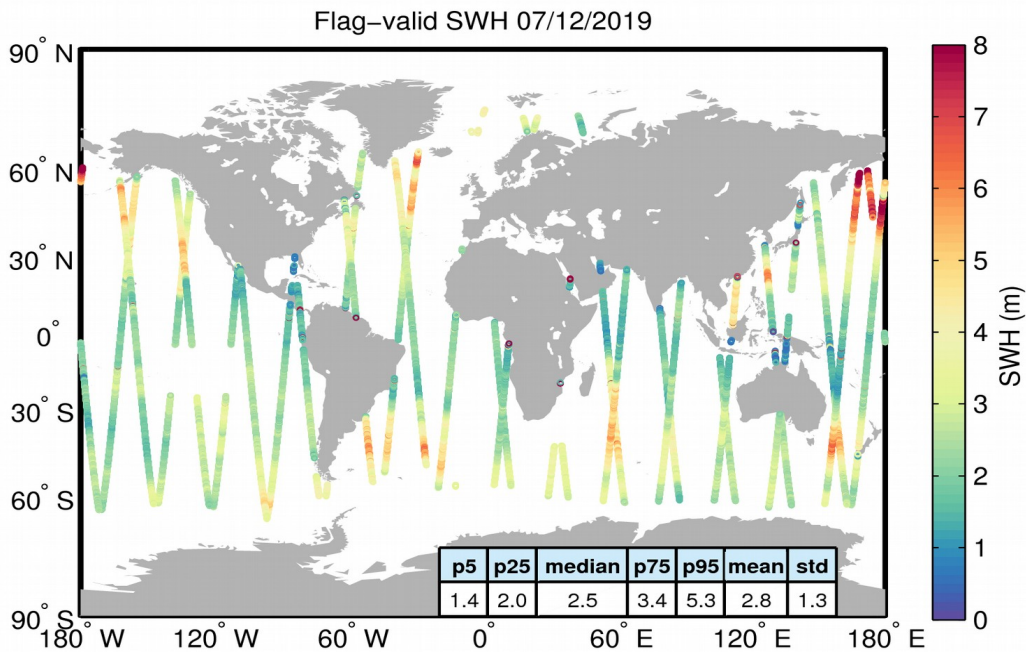 Flag−valid SWH 07/12/2019
90° N
60° N
30° N
0°
30° S
60° S
90° S
180° W
120° W
60° W
0°
60° E
120° E
180° E
p5 p25 median p75 p95 mean std
1.4 2.0 2.5 3.4 5.3 2.8 1.3
8
7
6
5
4
3
2
1
0
SWH (m)